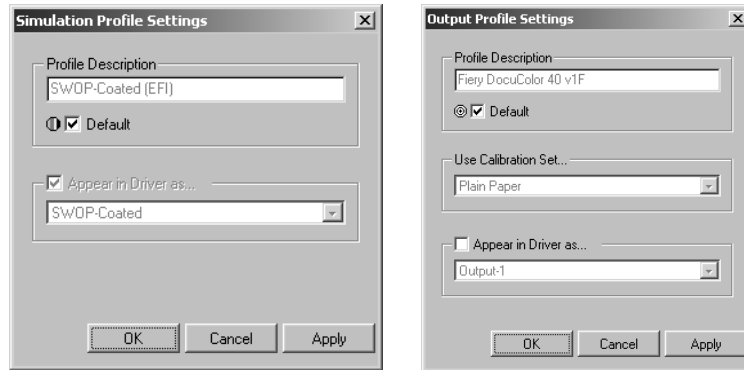 Simulation Profile Settings
Profile Description
SWOP-Coated (EFI)
Default
Appear in Driver as...
SWOP-Coated
OK Cancel Apply
Output Profile Settings
Profile Description
Fiery DocuColor 40 v1F
Default
Use Calibration Set...
Plain Paper
Appear in Driver as...
Output-1
OK Cancel Apply